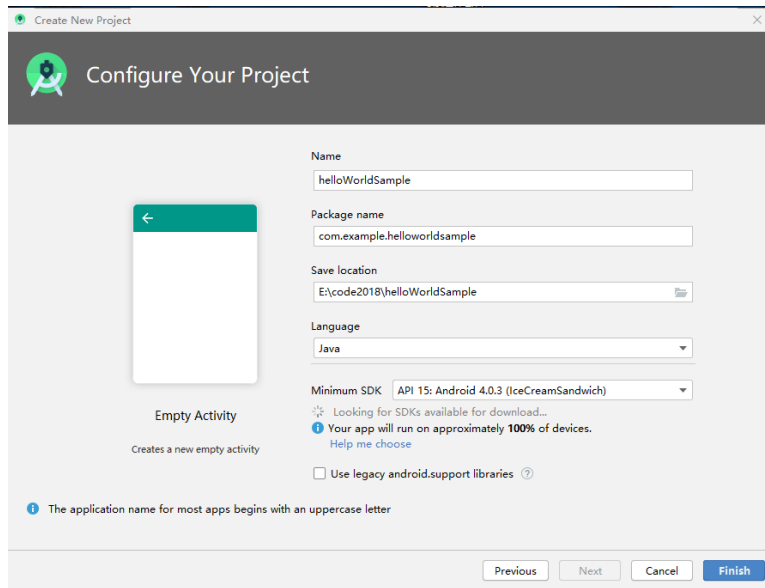 Create New Project
Configure Your Project
Name
helloWorldSample
Package name
com.example.helloworldsample
Save location
E:\code2018\helloWorldSample
Language
Java
Minimum SDK API 15: Android 4.0.3 (IceCreamSandwich)
Looking for SDKs available for download...
Your app will run on approximately 100% of devices.
Help me choose
Use legacy android.support libraries ?
Empty Activity
Creates a new empty activity
The application name for most apps begins with an uppercase letter
Previous Next Cancel Finish